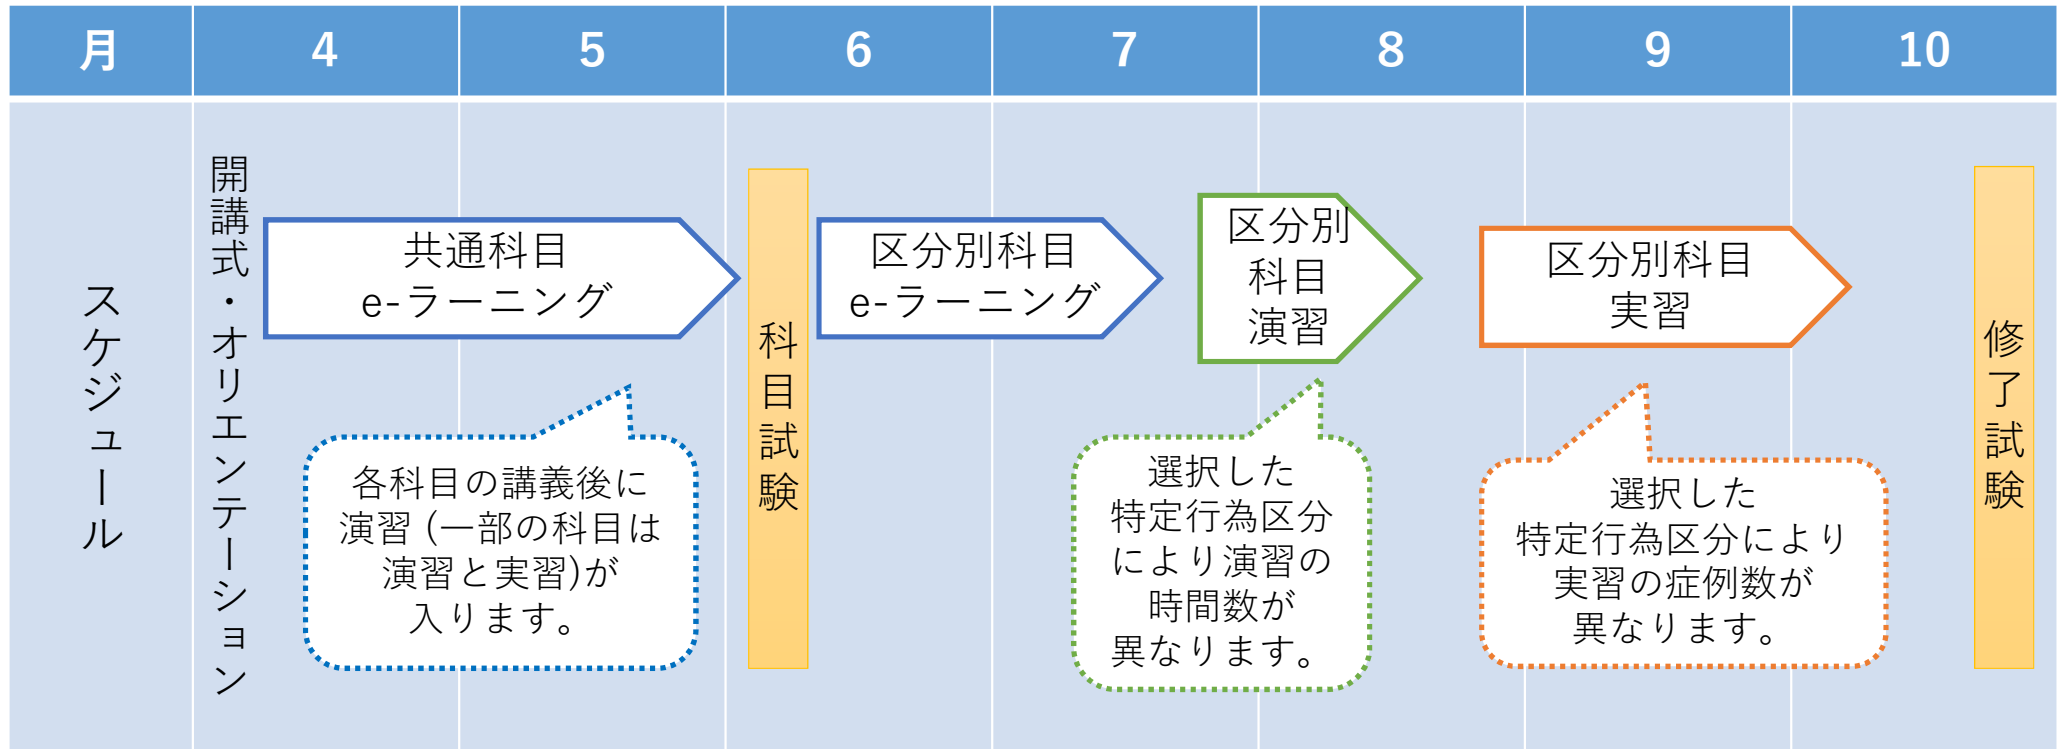 月
4
5
6
7
8
9
10
スケジュール
開講式・オリエンテーション
共通科目
e-ラーニング
各科目の講義後に
演習 (一部の科目は
演習と実習)が
入ります。
科目試験
区分別科目
e-ラーニング
区分別
科目
演習
選択した
特定行為区分
により演習の
時間数が
異なります。
区分別科目
実習
選択した
特定行為区分により
実習の症例数が
異なります。
修了試験